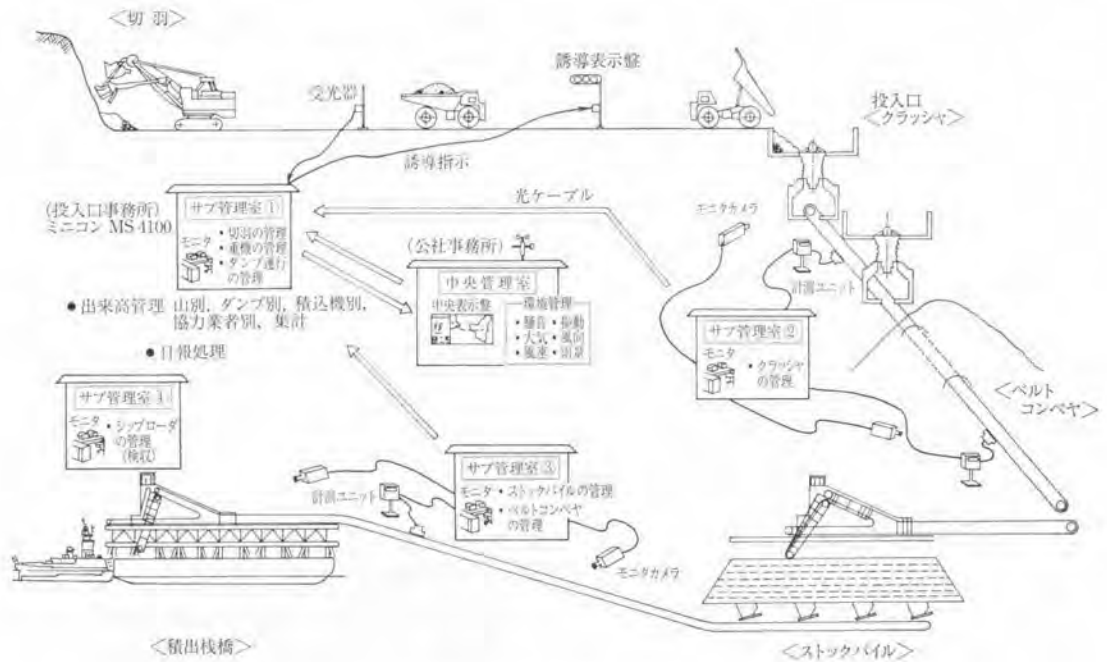 <切羽>
誘導表示盤
受光器
投入口
<クラッシャ>
誘導指示
光ケーブル
モニタカメラ
(投入口事務所)
ミニコン MS 4100
サブ管理室①
モニタ
・切羽の管理
・重機の管理
・ダンプ運行
の管理
(公社事務所)
中央管理室
中央表示盤
環境管理
・騒音・振動
・大気・風向
・風速・雨量
計測ユニット
●出来高管理 山別、ダンプ別、積込機別、
協力業者別、集計
●日報処理
サブ管理室②
モニタ
・クラッシャ
の管理
<ベルト
コンベヤ>
サブ管理室④
モニタ
・シップローダ
の管理
(検収)
サブ管理室③
モニタ
・ストックパイルの管理
・ベルトコンベヤ
の管理
計測ユニット
モニタカメラ
<積出桟橋>
<ストックパイル>